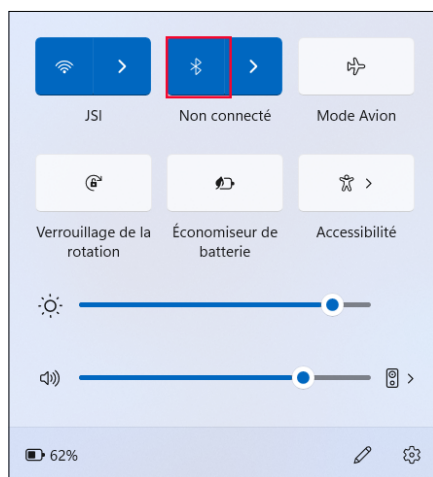 JSI
Non connecté
Mode Avion
Verrouillage de la
rotation
Économiseur de
batterie
Accessibilité
62%